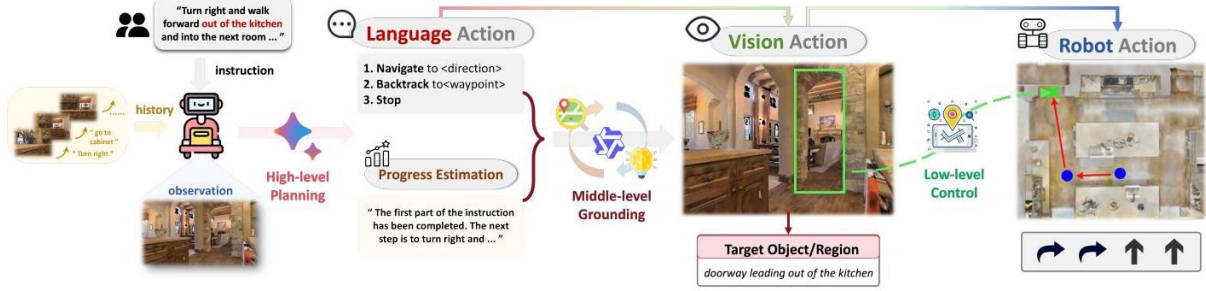 “Turn right and walk
forward out of the kitchen
and into the next room ... ”
instruction
history
......
“ go to
cabinet ”
“ Turn right”
observation
High-level
Planning
Language Action
1. Navigate to <direction>
2. Backtrack to<waypoint>
3. Stop
Progress Estimation
“ The first part of the instruction
has been completed. The next
step is to turn right and ... ”
Middle-level
Grounding
Vision Action
Target Object/Region
doorway leading out of the kitchen
Low-level
Control
Robot Action